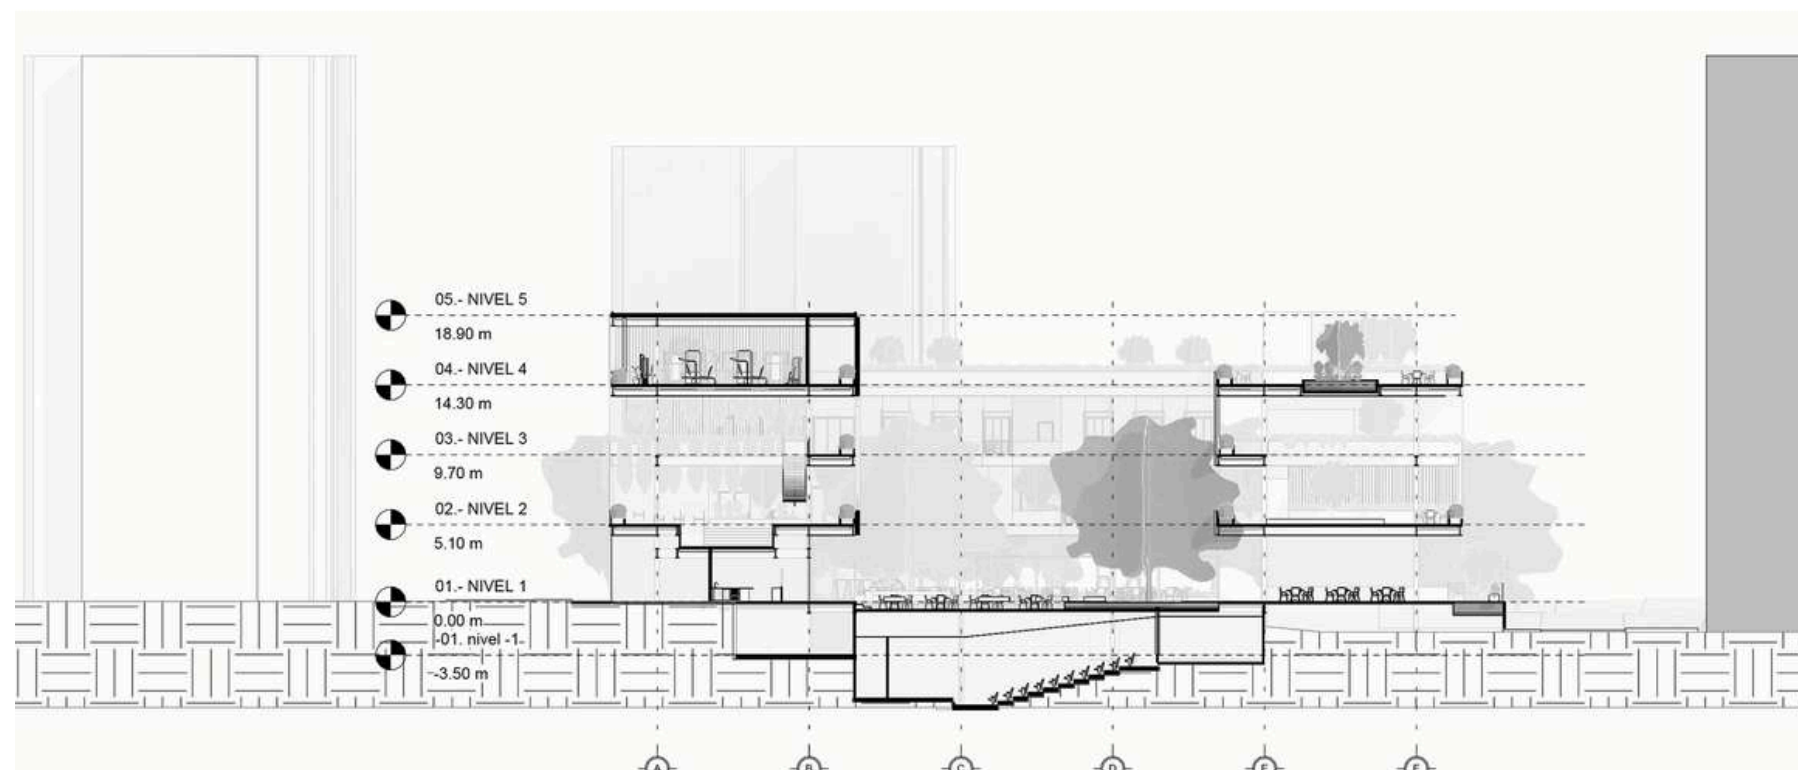 05.- NIVEL 5
18.90 m
04.- NIVEL 4
14.30 m
03.- NIVEL 3
9.70 m
02.- NIVEL 2
5.10 m
01.- NIVEL 1
0.00 m
-01. nivel -1
-3.50 m
A B C D E F